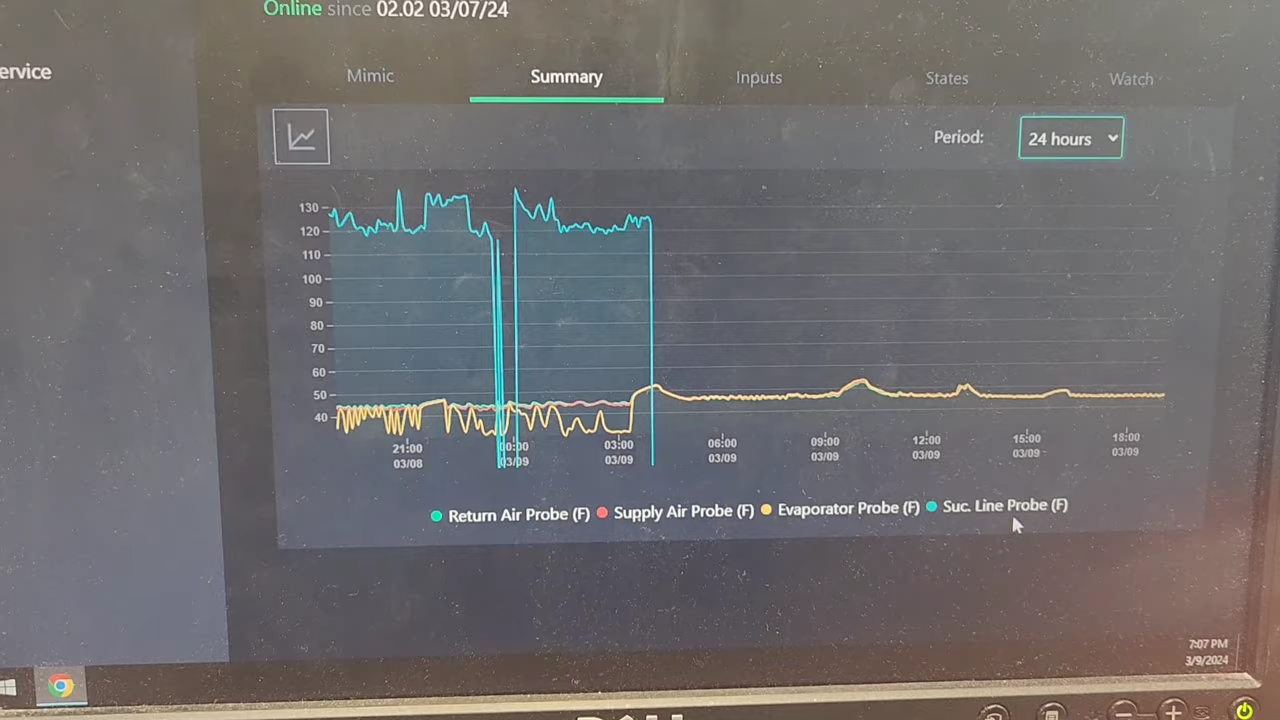 Online since 02.02 03/07/24
ervice
Mimic Summary Inputs States Watch
Period: 24 hours
130
120
110
100
90
80
70
60
50
40
21:00 00:00 03:00 06:00 09:00 12:00 15:00 18:00
03/08 03/09 03/09 03/09 03/09 03/09 03/09 03/09
Return Air Probe (F) Supply Air Probe (F) Evaporator Probe (F) Suc. Line Probe (F)
7:07 PM
3/9/2024